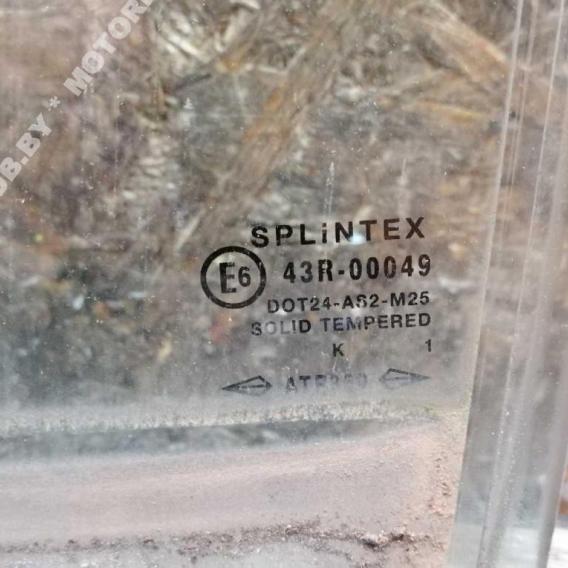 SPLiNTEX
E6 43R-00049
DOT24-AS2-M25
SOLID TEMPERED
K 1